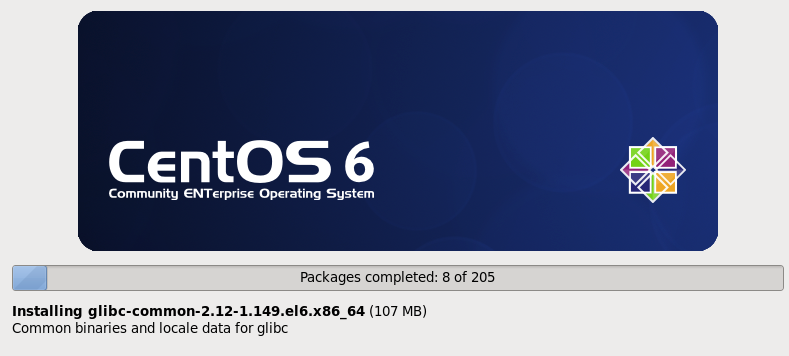 CentOS 6
Community ENTerprise Operating System
Packages completed: 8 of 205
Installing glibc-common-2.12-1.149.el6.x86_64 (107 MB)
Common binaries and locale data for glibc